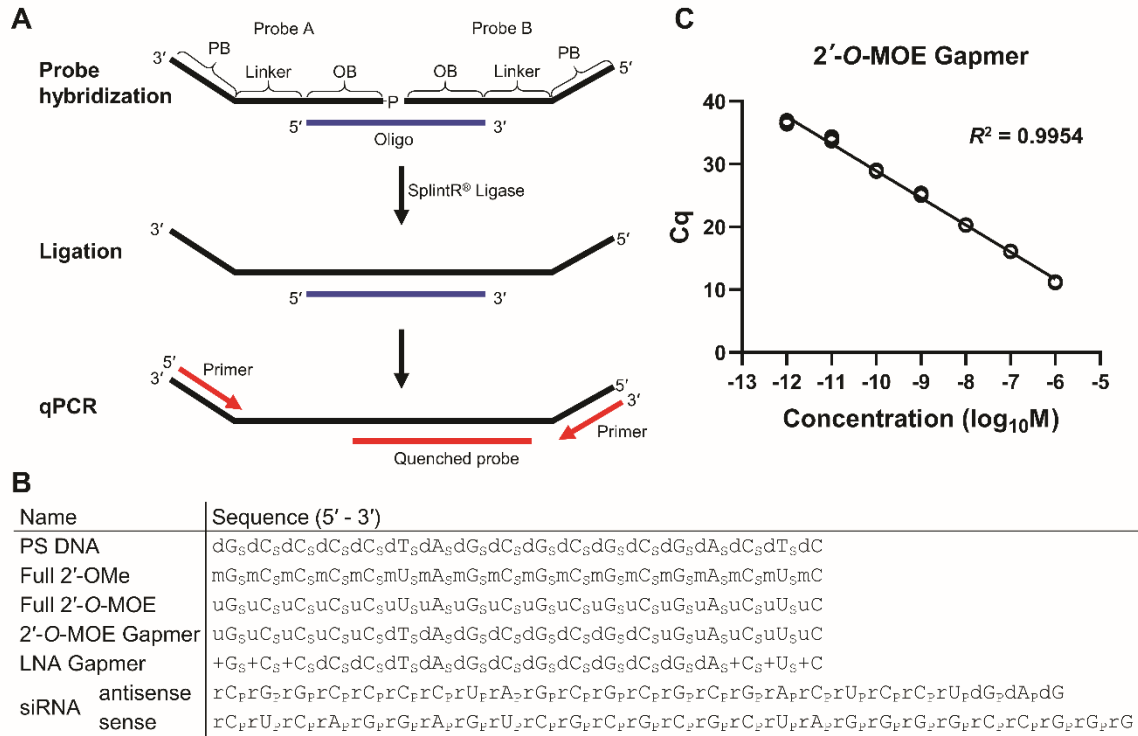 A
Probe A
Probe B
PB
Linker
OB
OB
Linker
PB
3′
5′
Probe hybridization
P
5′
3′
Oligo
SplintR® Ligase
Ligation
3′
5′
5′
3′
qPCR
5′
3′
Primer
5′
3′
Primer
Quenched probe
C
2′-O-MOE Gapmer
R² = 0.9954
Cq
40
30
20
10
0
-13 -12 -11 -10 -9 -8 -7 -6 -5
Concentration (log₁₀M)
B
Name Sequence (5′ - 3′)
PS DNA dGSdCSdCSdCSdCSdTSdASdGSdCSdGSdCSdGSdCSdGSdASdCSdTSdC
Full 2′-OMe mGSmCSmCSmCSmCSmUSmASmGSmCSmGSmCSmGSmCSmGSmASmCSmUSmC
Full 2′-O-MOE uGSuCSuCSuCSuCSuUSuASuGSuCSuGSuCSuGSuCSuGSuASuCSuUSuC
2′-O-MOE Gapmer uGSuCSuCSuCSuCSdTSdASdGSdCSdGSdCSdGSdCSuGSuASuCSuUSuC
LNA Gapmer +GS+CS+CSdCSdCSdTSdASdGSdCSdGSdCSdGSdCSdGSdAS+CS+US+C
siRNA antisense rCPrGPrGPrCPrCPrCPrCPrUPrAPrGPrCPrGPrCPrGPrCPrGPrAPrCPrUPrCPrCPrUPdGPdAPdG
sense rCPrUPrCPrAPrGPrGPrAPrGPrUPrCPrGPrCPrGPrCPrGPrCPrUPrAPrGPrGPrGPrGPrCPrCPrGPrGPrG